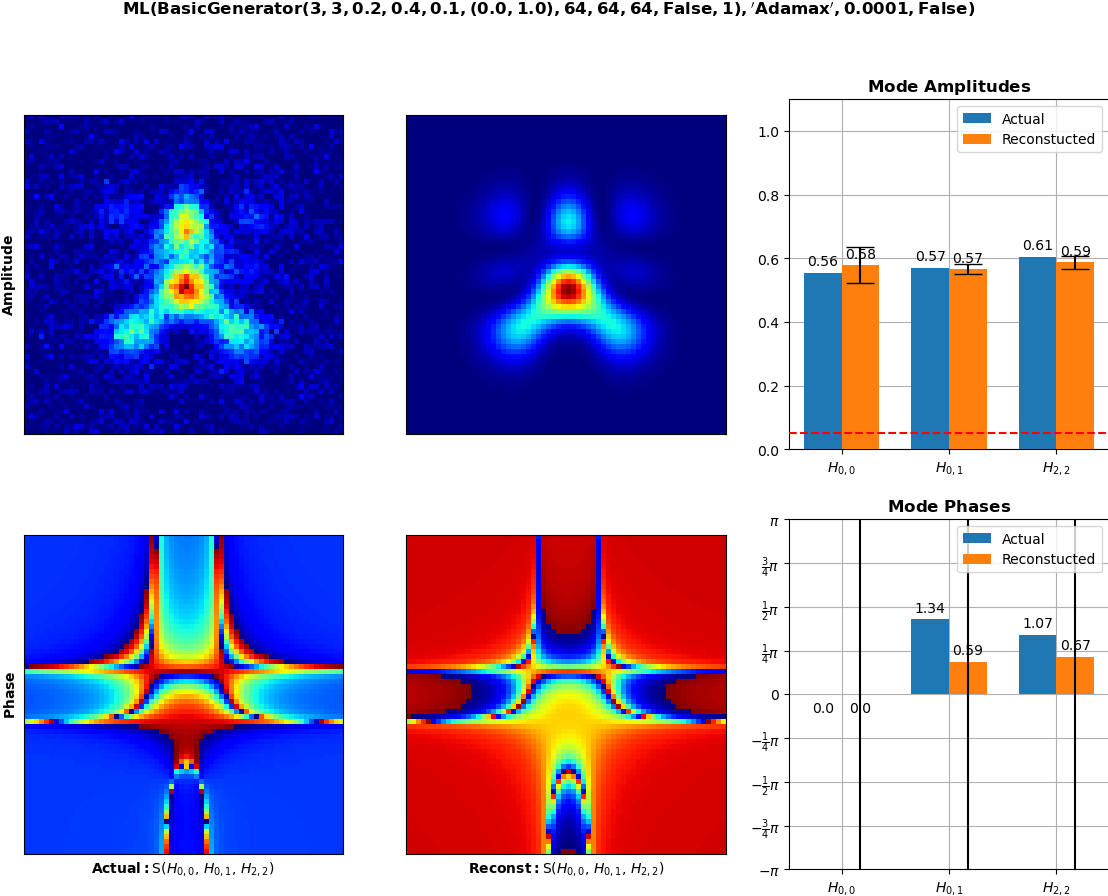 ML(BasicGenerator(3, 3, 0.2, 0.4, 0.1, (0.0, 1.0), 64, 64, 64, False, 1), ′Adamax′, 0.0001, False)
Amplitude
Mode Amplitudes
Actual
Reconstucted
1.0
0.8
0.6
0.4
0.2
0.0
0.56
0.58
0.57
0.57
0.61
0.59
H0,0
H0,1
H2,2
Phase
Actual: S(H0,0, H0,1, H2,2)
Reconst: S(H0,0, H0,1, H2,2)
Mode Phases
Actual
Reconstucted
π
3/4π
1/2π
1/4π
0
−1/4π
−1/2π
−3/4π
−π
0.0
0.0
1.34
0.59
1.07
0.67
H0,0
H0,1
H2,2